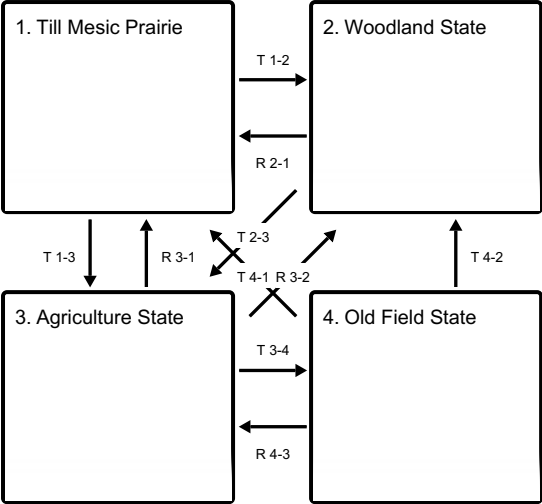 1. Till Mesic Prairie
2. Woodland State
T 1-2
R 2-1
T 1-3
R 3-1
T 2-3
T 4-1
R 3-2
T 4-2
3. Agriculture State
4. Old Field State
T 3-4
R 4-3